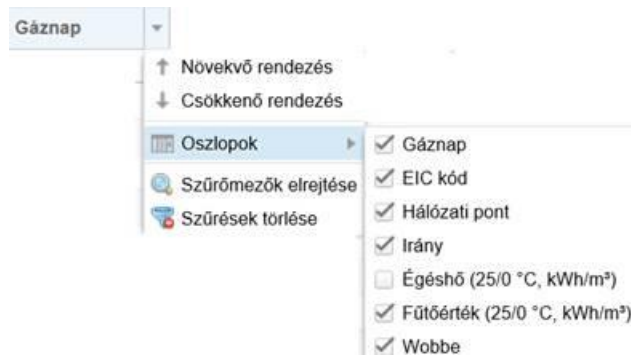 Gáznap
Növekvő rendezés
Csökkenő rendezés
Oszlopok
Szűrőmezők elrejtése
Szűrések törlése
Gáznap
EIC kód
Hálózati pont
Irány
Égéshő (25/0 °C, kWh/m³)
Fűtőérték (25/0 °C, kWh/m³)
Wobbe